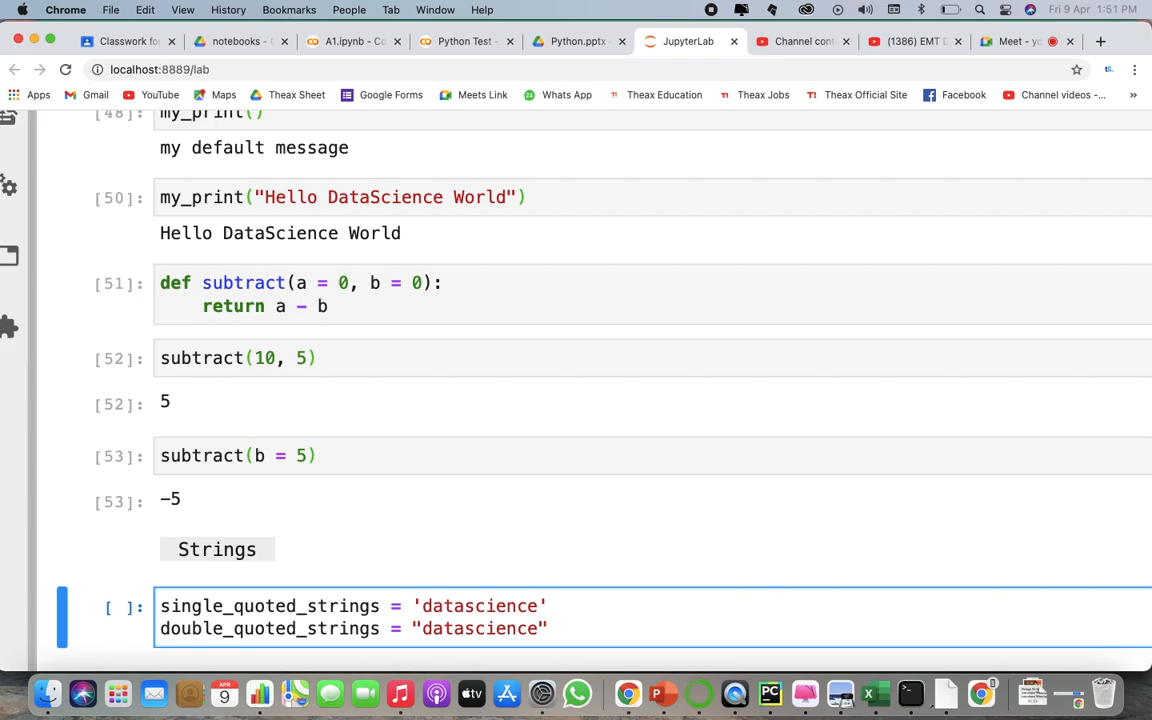 Chrome File Edit View History Bookmarks People Tab Window Help Fri 9 Apr 1:51 PM
Classwork fo notebooks - G A1.ipynb - Co Python Test - Python.pptx - JupyterLab Channel cont (1386) EMT D Meet - yo
localhost:8889/lab
Apps Gmail YouTube Maps Theax Sheet Google Forms Meets Link Whats App Theax Education Theax Jobs Theax Official Site Facebook Channel videos -... »
[48]: my_print()
my default message
[50]: my_print("Hello DataScience World")
Hello DataScience World
[51]: def subtract(a = 0, b = 0):
return a - b
[52]: subtract(10, 5)
[52]: 5
[53]: subtract(b = 5)
[53]: -5
Strings
[ ]: single_quoted_strings = 'datascience'
double_quoted_strings = "datascience"